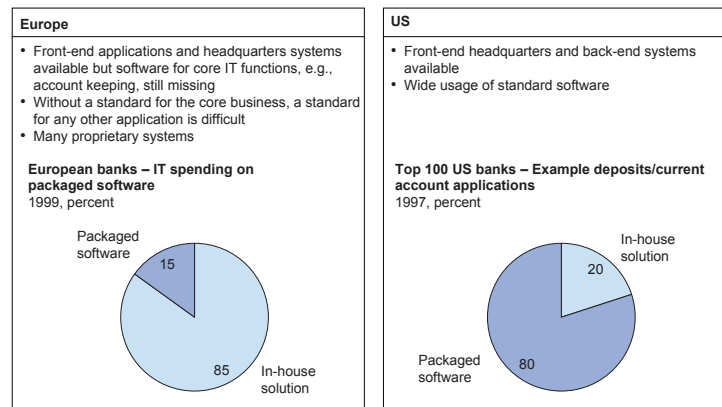 Europe
• Front-end applications and headquarters systems
available but software for core IT functions, e.g.,
account keeping, still missing
• Without a standard for the core business, a standard
for any other application is difficult
• Many proprietary systems
European banks – IT spending on
packaged software
1999, percent
Packaged
software
15
85
In-house
solution
US
• Front-end headquarters and back-end systems
available
• Wide usage of standard software
Top 100 US banks – Example deposits/current
account applications
1997, percent
In-house
solution
20
Packaged
software
80